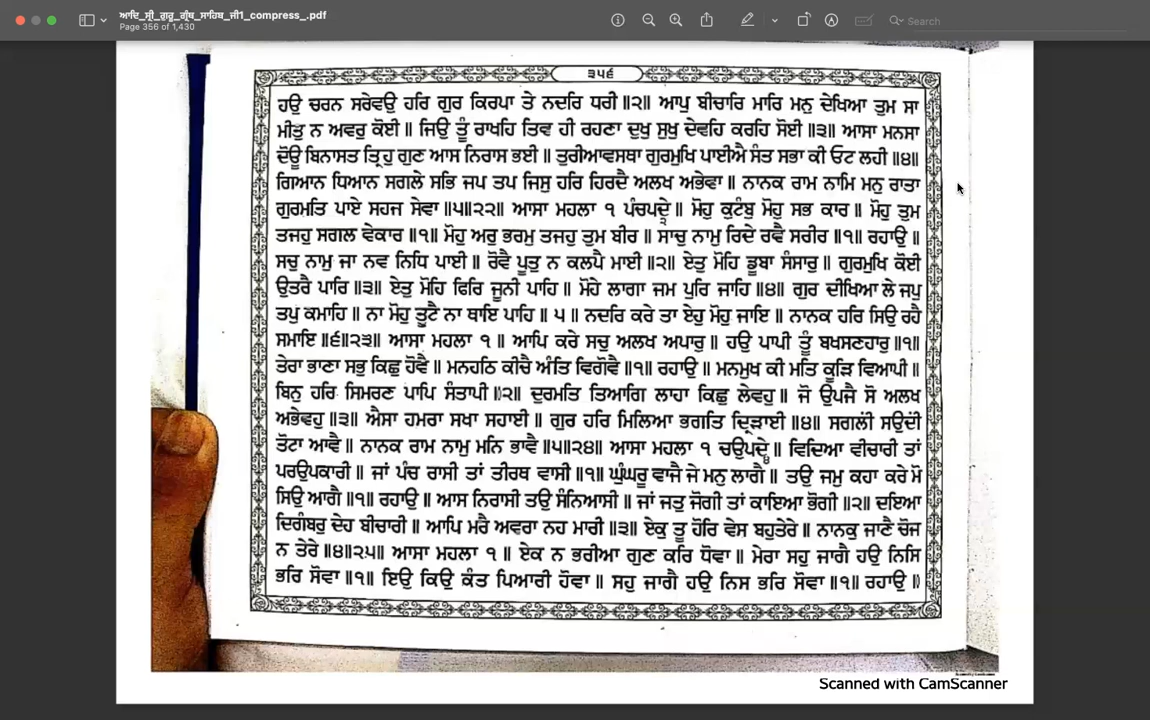 ਆਦਿ_ਸ੍ਰੀ_ਗੁਰੂ_ਗ੍ਰੰਥ_ਸਾਹਿਬ_ਜੀ1_compress_.pdf
Page 356 of 1,430
Search
੩੫੬
ਹਉ ਚਰਨ ਸਰੇਵਉ ਹਰਿ ਗੁਰ ਕਿਰਪਾ ਤੇ ਨਦਰਿ ਧਰੀ ॥੨॥ ਆਪੁ ਬੀਚਾਰਿ ਮਾਰਿ ਮਨੁ ਦੇਖਿਆ ਤੁਮ ਸਾ
ਮੀਤੁ ਨ ਅਵਰੁ ਕੋਈ ॥ ਜਿਉ ਤੂੰ ਰਾਖਹਿ ਤਿਵ ਹੀ ਰਹਣਾ ਦੁਖੁ ਸੁਖੁ ਦੇਵਹਿ ਕਰਹਿ ਸੋਈ ॥੩॥ ਆਸਾ ਮਨਸਾ
ਦੋਊ ਬਿਨਾਸਤ ਤ੍ਰਿਹੁ ਗੁਣ ਆਸ ਨਿਰਾਸ ਭਈ ॥ ਤੁਰੀਆਵਸਥਾ ਗੁਰਮੁਖਿ ਪਾਈਐ ਸੰਤ ਸਭਾ ਕੀ ਓਟ ਲਹੀ ॥੪॥
ਗਿਆਨ ਧਿਆਨ ਸਗਲੇ ਸਭਿ ਜਪ ਤਪ ਜਿਸੁ ਹਰਿ ਹਿਰਦੈ ਅਲਖ ਅਭੇਵਾ ॥ ਨਾਨਕ ਰਾਮ ਨਾਮਿ ਮਨੁ ਰਾਤਾ
ਗੁਰਮਤਿ ਪਾਏ ਸਹਜ ਸੇਵਾ ॥੫॥੨੨॥ ਆਸਾ ਮਹਲਾ ੧ ਪੰਚਪਦੇ ॥ ਮੋਹੁ ਕੁਟੰਬੁ ਮੋਹੁ ਸਭ ਕਾਰ ॥ ਮੋਹੁ ਤੁਮ
ਤਜਹੁ ਸਗਲ ਵੇਕਾਰ ॥੧॥ ਮੋਹੁ ਅਰੁ ਭਰਮੁ ਤਜਹੁ ਤੁਮ ਬੀਰ ॥ ਸਾਚੁ ਨਾਮੁ ਰਿਦੇ ਰਵੈ ਸਰੀਰ ॥੧॥ ਰਹਾਉ ॥
ਸਚੁ ਨਾਮੁ ਜਾ ਨਵ ਨਿਧਿ ਪਾਈ ॥ ਰੋਵੈ ਪੂਤੁ ਨ ਕਲਪੈ ਮਾਈ ॥੨॥ ਏਤੁ ਮੋਹਿ ਡੂਬਾ ਸੰਸਾਰੁ ॥ ਗੁਰਮੁਖਿ ਕੋਈ
ਉਤਰੈ ਪਾਰਿ ॥੩॥ ਏਤੁ ਮੋਹਿ ਫਿਰਿ ਜੂਨੀ ਪਾਹਿ ॥ ਮੋਹੇ ਲਾਗਾ ਜਮ ਪੁਰਿ ਜਾਹਿ ॥੪॥ ਗੁਰ ਦੀਖਿਆ ਲੇ ਜਪੁ
ਤਪੁ ਕਮਾਹਿ ॥ ਨਾ ਮੋਹੁ ਤੂਟੈ ਨਾ ਥਾਇ ਪਾਹਿ ॥ ੫ ॥ ਨਦਰਿ ਕਰੇ ਤਾ ਏਹੁ ਮੋਹੁ ਜਾਇ ॥ ਨਾਨਕ ਹਰਿ ਸਿਉ ਰਹੈ
ਸਮਾਇ ॥੬॥੨੩॥ ਆਸਾ ਮਹਲਾ ੧ ॥ ਆਪਿ ਕਰੇ ਸਚੁ ਅਲਖ ਅਪਾਰੁ ॥ ਹਉ ਪਾਪੀ ਤੂੰ ਬਖਸਣਹਾਰੁ ॥੧॥
ਤੇਰਾ ਭਾਣਾ ਸਭੁ ਕਿਛੁ ਹੋਵੈ ॥ ਮਨਹਠਿ ਕੀਚੈ ਅੰਤਿ ਵਿਗੋਵੈ ॥੧॥ ਰਹਾਉ ॥ ਮਨਮੁਖ ਕੀ ਮਤਿ ਕੂੜਿ ਵਿਆਪੀ ॥
ਬਿਨੁ ਹਰਿ ਸਿਮਰਣ ਪਾਪਿ ਸੰਤਾਪੀ ॥੨॥ ਦੁਰਮਤਿ ਤਿਆਗਿ ਲਾਹਾ ਕਿਛੁ ਲੇਵਹੁ ॥ ਜੋ ਉਪਜੈ ਸੋ ਅਲਖ
ਅਭੇਵਹੁ ॥੩॥ ਐਸਾ ਹਮਰਾ ਸਖਾ ਸਹਾਈ ॥ ਗੁਰ ਹਰਿ ਮਿਲਿਆ ਭਗਤਿ ਦ੍ਰਿੜਾਈ ॥੪॥ ਸਗਲੀ ਸਉਦੀ
ਤੋਟਾ ਆਵੈ ॥ ਨਾਨਕ ਰਾਮ ਨਾਮੁ ਮਨਿ ਭਾਵੈ ॥੫॥੨੪॥ ਆਸਾ ਮਹਲਾ ੧ ਚਉਪਦੇ ॥ ਵਿਦਿਆ ਵੀਚਾਰੀ ਤਾਂ
ਪਰਉਪਕਾਰੀ ॥ ਜਾਂ ਪੰਚ ਰਾਸੀ ਤਾਂ ਤੀਰਥ ਵਾਸੀ ॥੧॥ ਘੁੰਘਰੂ ਵਾਜੈ ਜੇ ਮਨੁ ਲਾਗੈ ॥ ਤਉ ਜਮੁ ਕਹਾ ਕਰੇ ਮੋ
ਸਿਉ ਆਗੈ ॥੧॥ ਰਹਾਉ ॥ ਆਸ ਨਿਰਾਸੀ ਤਉ ਸੰਨਿਆਸੀ ॥ ਜਾਂ ਜਤੁ ਜੋਗੀ ਤਾਂ ਕਾਇਆ ਭੋਗੀ ॥੨॥ ਦਇਆ
ਦਿਗੰਬਰੁ ਦੇਹ ਬੀਚਾਰੀ ॥ ਆਪਿ ਮਰੈ ਅਵਰਾ ਨਹ ਮਾਰੀ ॥੩॥ ਏਕੁ ਤੂ ਹੋਰਿ ਵੇਸ ਬਹੁਤੇਰੇ ॥ ਨਾਨਕੁ ਜਾਣੈ ਚੋਜ
ਨ ਤੇਰੇ ॥੪॥੨੫॥ ਆਸਾ ਮਹਲਾ ੧ ॥ ਏਕ ਨ ਭਰੀਆ ਗੁਣ ਕਰਿ ਧੋਵਾ ॥ ਮੇਰਾ ਸਹੁ ਜਾਗੈ ਹਉ ਨਿਸਿ
ਭਰਿ ਸੋਵਾ ॥੧॥ ਇਉ ਕਿਉ ਕੰਤ ਪਿਆਰੀ ਹੋਵਾ ॥ ਸਹੁ ਜਾਗੈ ਹਉ ਨਿਸ ਭਰਿ ਸੋਵਾ ॥੧॥ ਰਹਾਉ ॥
Scanned with CamScanner